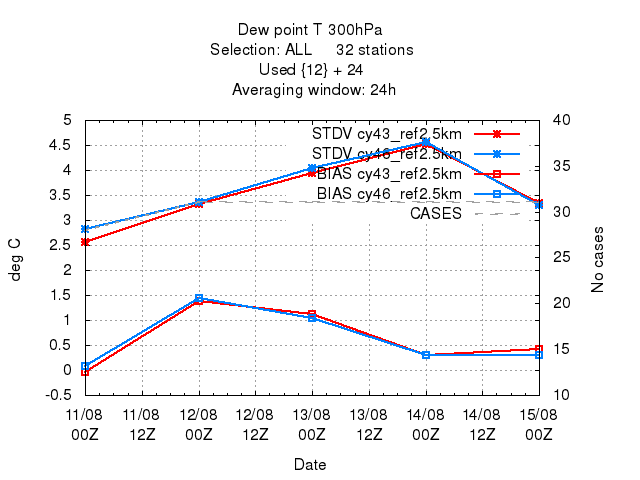 Dew point T 300hPa
Selection: ALL 32 stations
Used {12} + 24
Averaging window: 24h
STDV cy43_ref2.5km
STDV cy46_ref2.5km
BIAS cy43_ref2.5km
BIAS cy46_ref2.5km
CASES
deg C
5
4.5
4
3.5
3
2.5
2
1.5
1
0.5
0
-0.5
No cases
40
35
30
25
20
15
10
11/08 11/08 12/08 12/08 13/08 13/08 14/08 14/08 15/08
00Z 12Z 00Z 12Z 00Z 12Z 00Z 12Z 00Z
Date